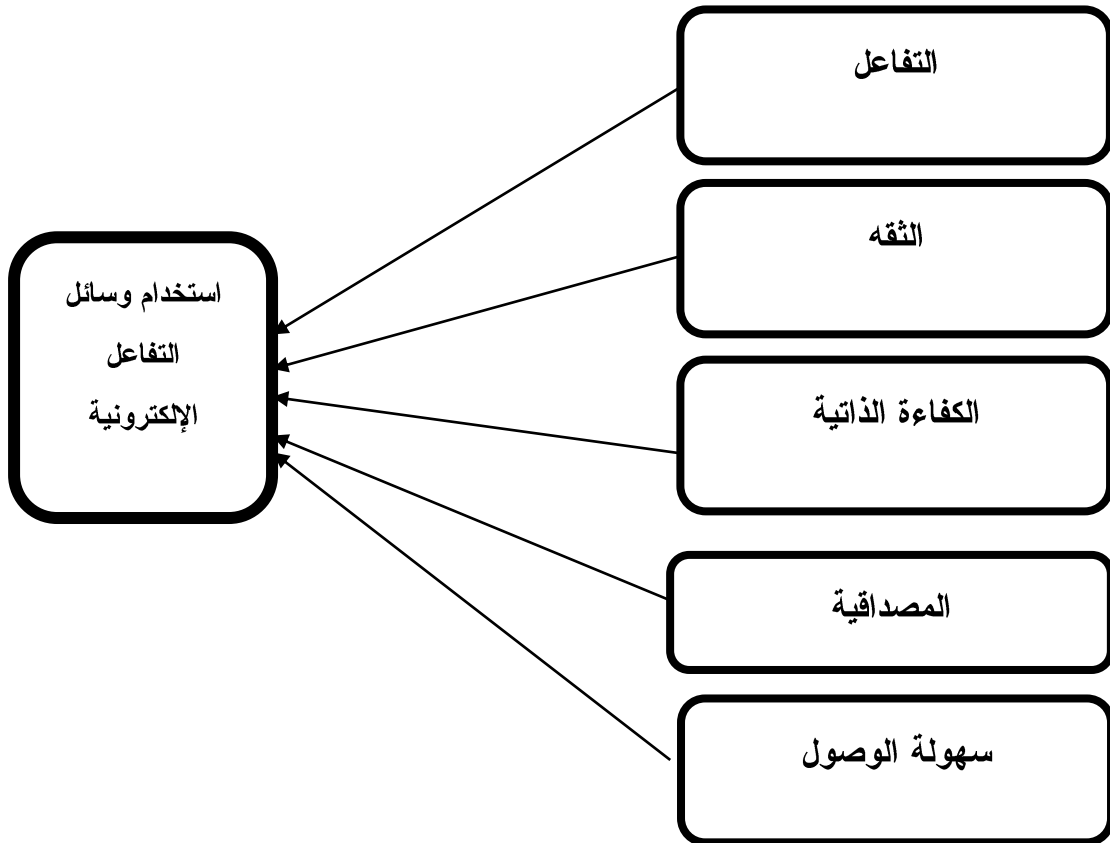 التفاعل
الثقه
الكفاءة الذاتية
المصداقية
سهولة الوصول
استخدام وسائل
التفاعل
الإلكترونية